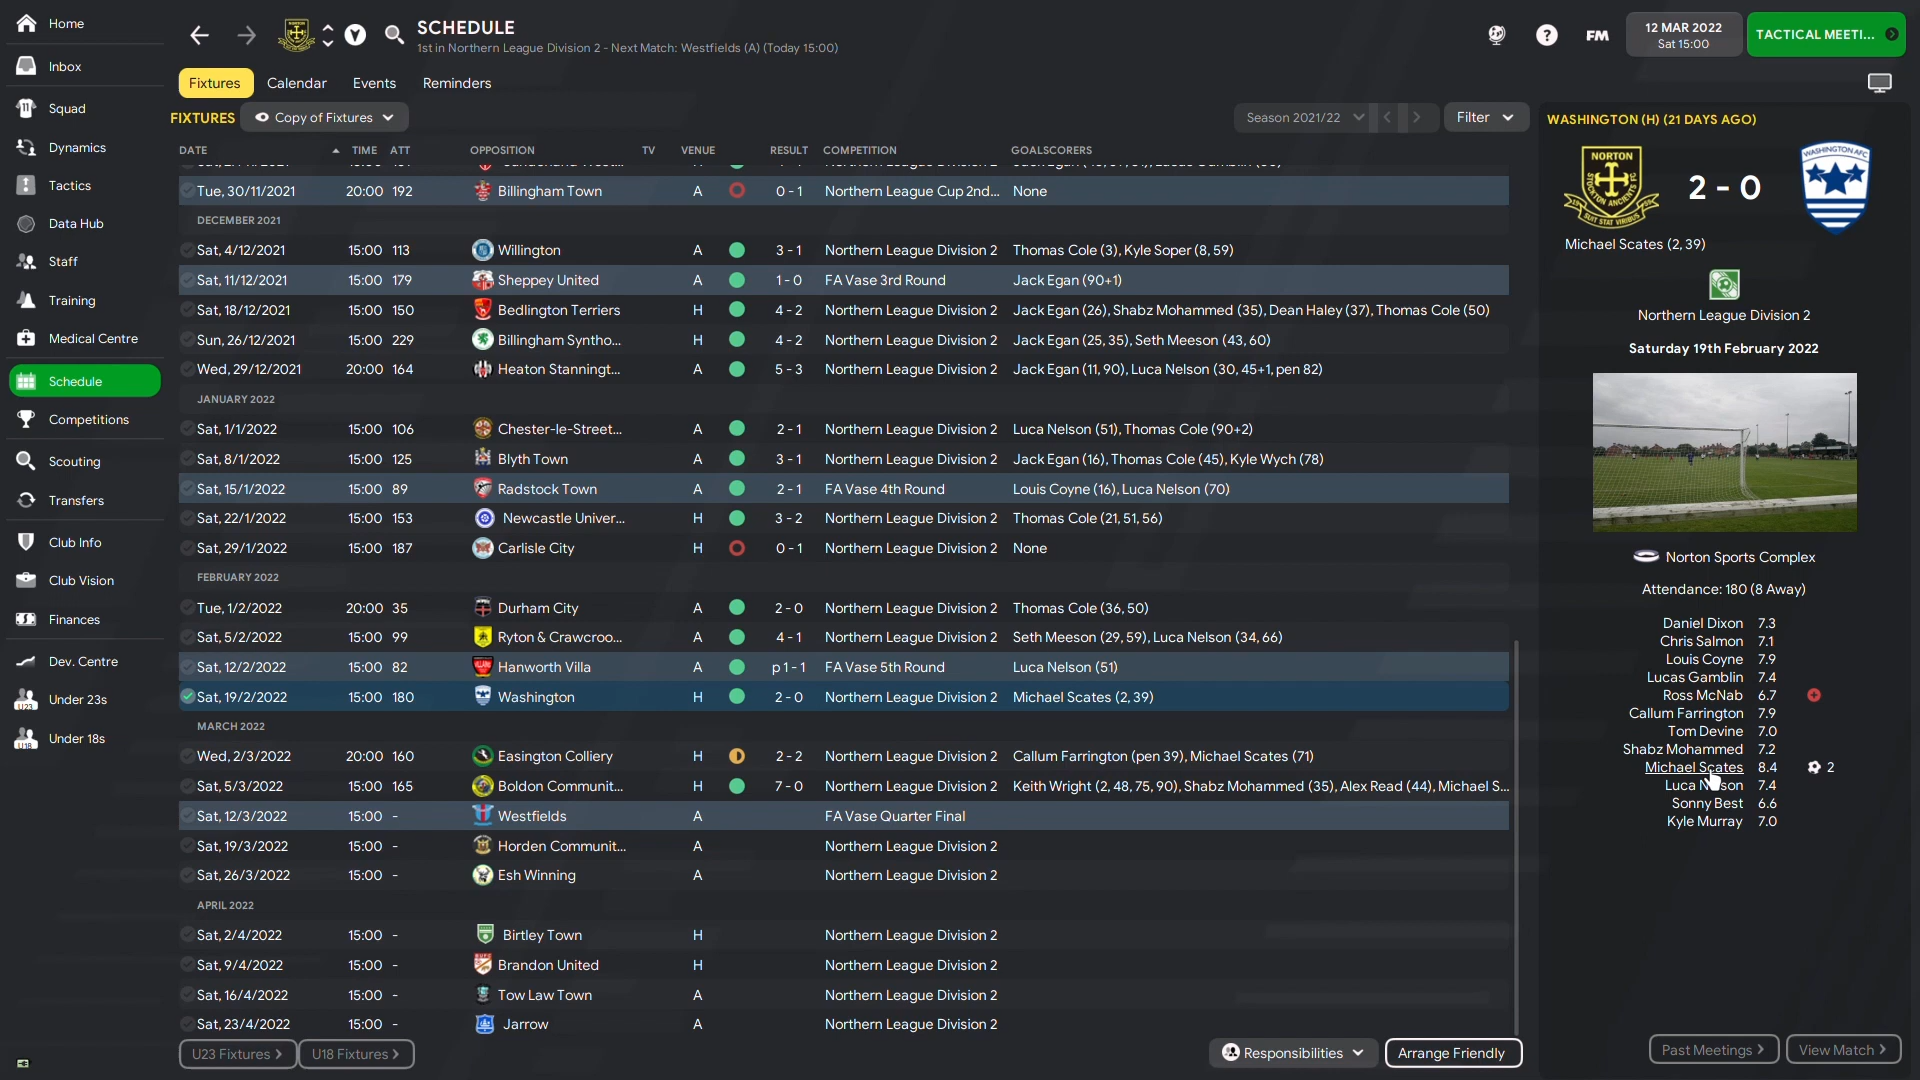 Home
Inbox
Squad
Dynamics
Tactics
Data Hub
Staff
Training
Medical Centre
Schedule
Competitions
Scouting
Transfers
Club Info
Club Vision
Finances
Dev. Centre
Under 23s
Under 18s
SCHEDULE
1st in Northern League Division 2 - Next Match: Westfields (A) (Today 15:00)
FM
12 MAR 2022
Sat 15:00
TACTICAL MEETI...
Fixtures Calendar Events Reminders
FIXTURES Copy of Fixtures Season 2021/22 Filter
DATE TIME ATT OPPOSITION TV VENUE RESULT COMPETITION GOALSCORERS
Tue, 30/11/2021 20:00 192 Billingham Town A 0 - 1 Northern League Cup 2nd... None
DECEMBER 2021
Sat, 4/12/2021 15:00 113 Willington A 3 - 1 Northern League Division 2 Thomas Cole (3), Kyle Soper (8, 59)
Sat, 11/12/2021 15:00 179 Sheppey United A 1 - 0 FA Vase 3rd Round Jack Egan (90+1)
Sat, 18/12/2021 15:00 150 Bedlington Terriers H 4 - 2 Northern League Division 2 Jack Egan (26), Shabz Mohammed (35), Dean Haley (37), Thomas Cole (50)
Sun, 26/12/2021 15:00 229 Billingham Syntho... H 4 - 2 Northern League Division 2 Jack Egan (25, 35), Seth Meeson (43, 60)
Wed, 29/12/2021 20:00 164 Heaton Stanningt... A 5 - 3 Northern League Division 2 Jack Egan (11, 90), Luca Nelson (30, 45+1, pen 82)
JANUARY 2022
Sat, 1/1/2022 15:00 106 Chester-le-Street... A 2 - 1 Northern League Division 2 Luca Nelson (51), Thomas Cole (90+2)
Sat, 8/1/2022 15:00 125 Blyth Town A 3 - 1 Northern League Division 2 Jack Egan (16), Thomas Cole (45), Kyle Wych (78)
Sat, 15/1/2022 15:00 89 Radstock Town A 2 - 1 FA Vase 4th Round Louis Coyne (16), Luca Nelson (70)
Sat, 22/1/2022 15:00 153 Newcastle Univer... H 3 - 2 Northern League Division 2 Thomas Cole (21, 51, 56)
Sat, 29/1/2022 15:00 187 Carlisle City H 0 - 1 Northern League Division 2 None
FEBRUARY 2022
Tue, 1/2/2022 20:00 35 Durham City A 2 - 0 Northern League Division 2 Thomas Cole (36, 50)
Sat, 5/2/2022 15:00 99 Ryton & Crawcroo... A 4 - 1 Northern League Division 2 Seth Meeson (29, 59), Luca Nelson (34, 66)
Sat, 12/2/2022 15:00 82 Hanworth Villa A p 1 - 1 FA Vase 5th Round Luca Nelson (51)
Sat, 19/2/2022 15:00 180 Washington H 2 - 0 Northern League Division 2 Michael Scates (2, 39)
MARCH 2022
Wed, 2/3/2022 20:00 160 Easington Colliery H 2 - 2 Northern League Division 2 Callum Farrington (pen 39), Michael Scates (71)
Sat, 5/3/2022 15:00 165 Boldon Communit... H 7 - 0 Northern League Division 2 Keith Wright (2, 48, 75, 90), Shabz Mohammed (35), Alex Read (44), Michael S...
Sat, 12/3/2022 15:00 - Westfields A FA Vase Quarter Final
Sat, 19/3/2022 15:00 - Horden Communit... A Northern League Division 2
Sat, 26/3/2022 15:00 - Esh Winning A Northern League Division 2
APRIL 2022
Sat, 2/4/2022 15:00 - Birtley Town H Northern League Division 2
Sat, 9/4/2022 15:00 - Brandon United H Northern League Division 2
Sat, 16/4/2022 15:00 - Tow Law Town A Northern League Division 2
Sat, 23/4/2022 15:00 - Jarrow A Northern League Division 2
U23 Fixtures > U18 Fixtures > Responsibilities Arrange Friendly
WASHINGTON (H) (21 DAYS AGO)
NORTON
STOCKTON ANCIENTS FC
WASHINGTON AFC
2 - 0
Michael Scates (2, 39)
Northern League Division 2
Saturday 19th February 2022
Norton Sports Complex
Attendance: 180 (8 Away)
Daniel Dixon 7.3
Chris Salmon 7.1
Louis Coyne 7.9
Lucas Gamblin 7.4
Ross McNab 6.7
Callum Farrington 7.9
Tom Devine 7.0
Shabz Mohammed 7.2
Michael Scates 8.4 2
Luca Nelson 7.4
Sonny Best 6.6
Kyle Murray 7.0
Past Meetings > View Match >